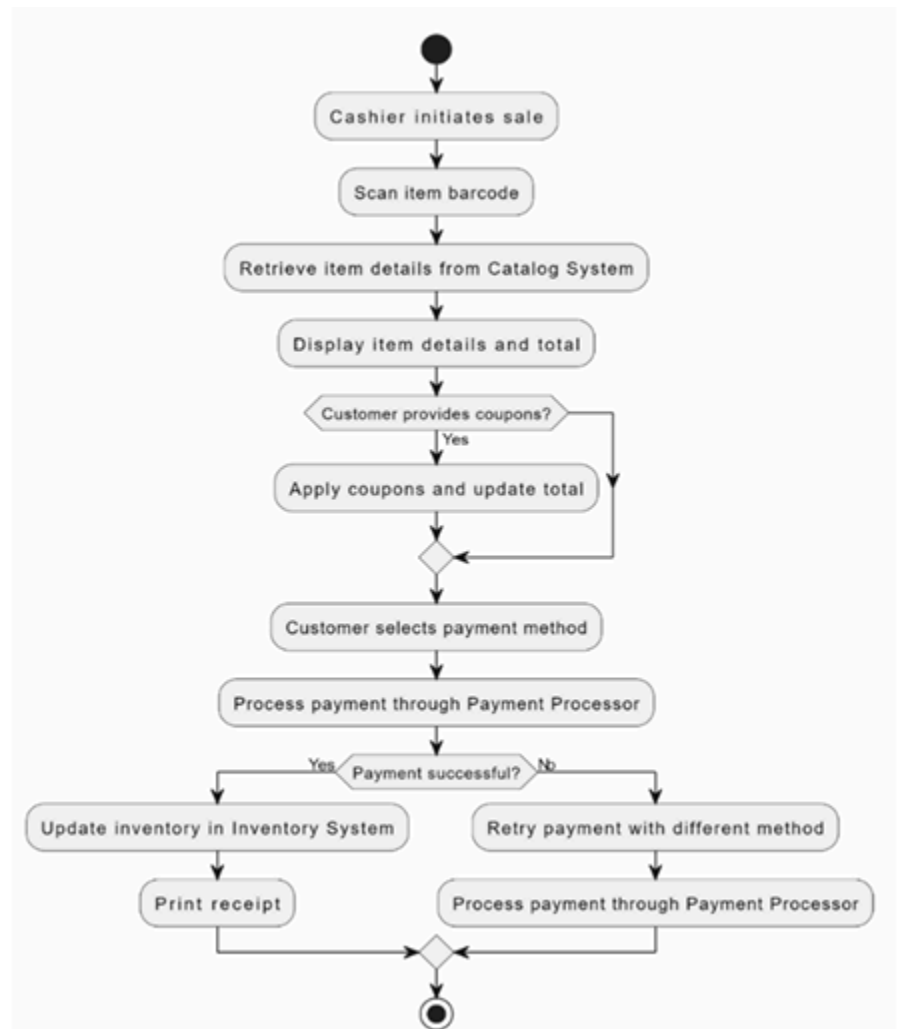 Cashier initiates sale
Scan item barcode
Retrieve item details from Catalog System
Display item details and total
Customer provides coupons?
Yes
Apply coupons and update total
Customer selects payment method
Process payment through Payment Processor
Yes
Payment successful?
No
Update inventory in Inventory System
Retry payment with different method
Print receipt
Process payment through Payment Processor